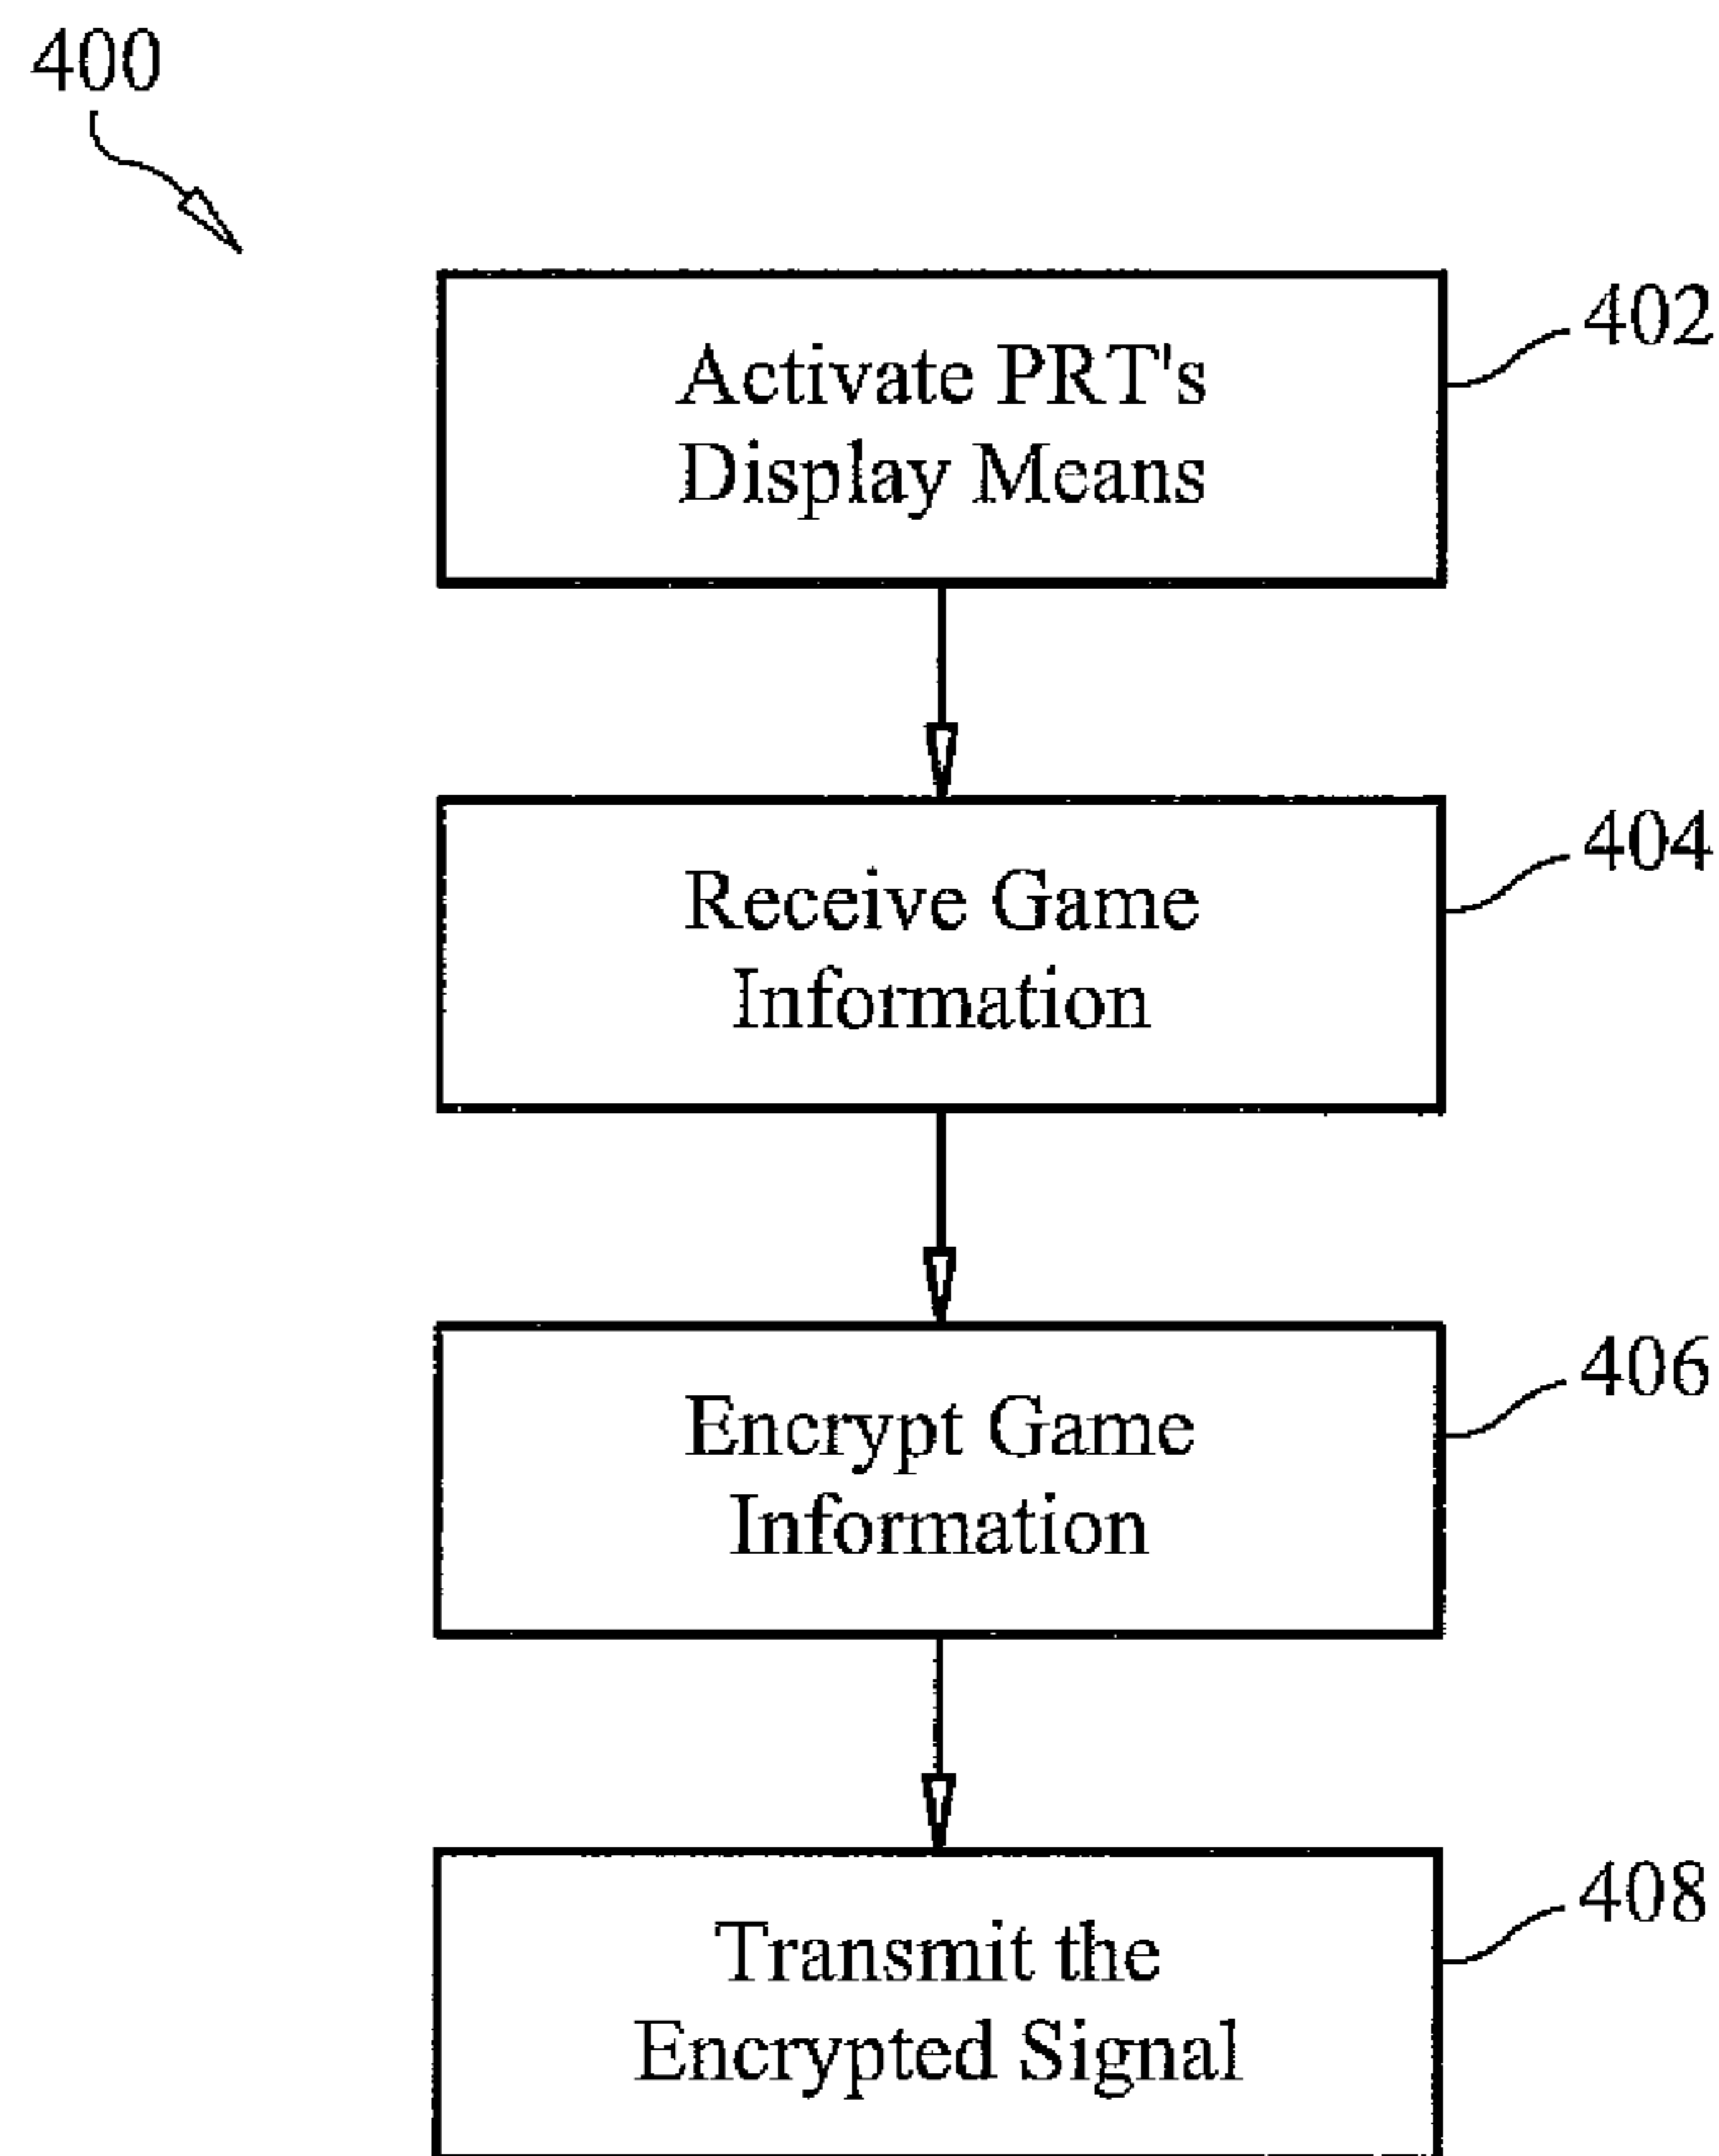 400
402
Activate PRT's
Display Means
404
Receive Game
Information
406
Encrypt Game
Information
408
Transmit the
Encrypted Signal